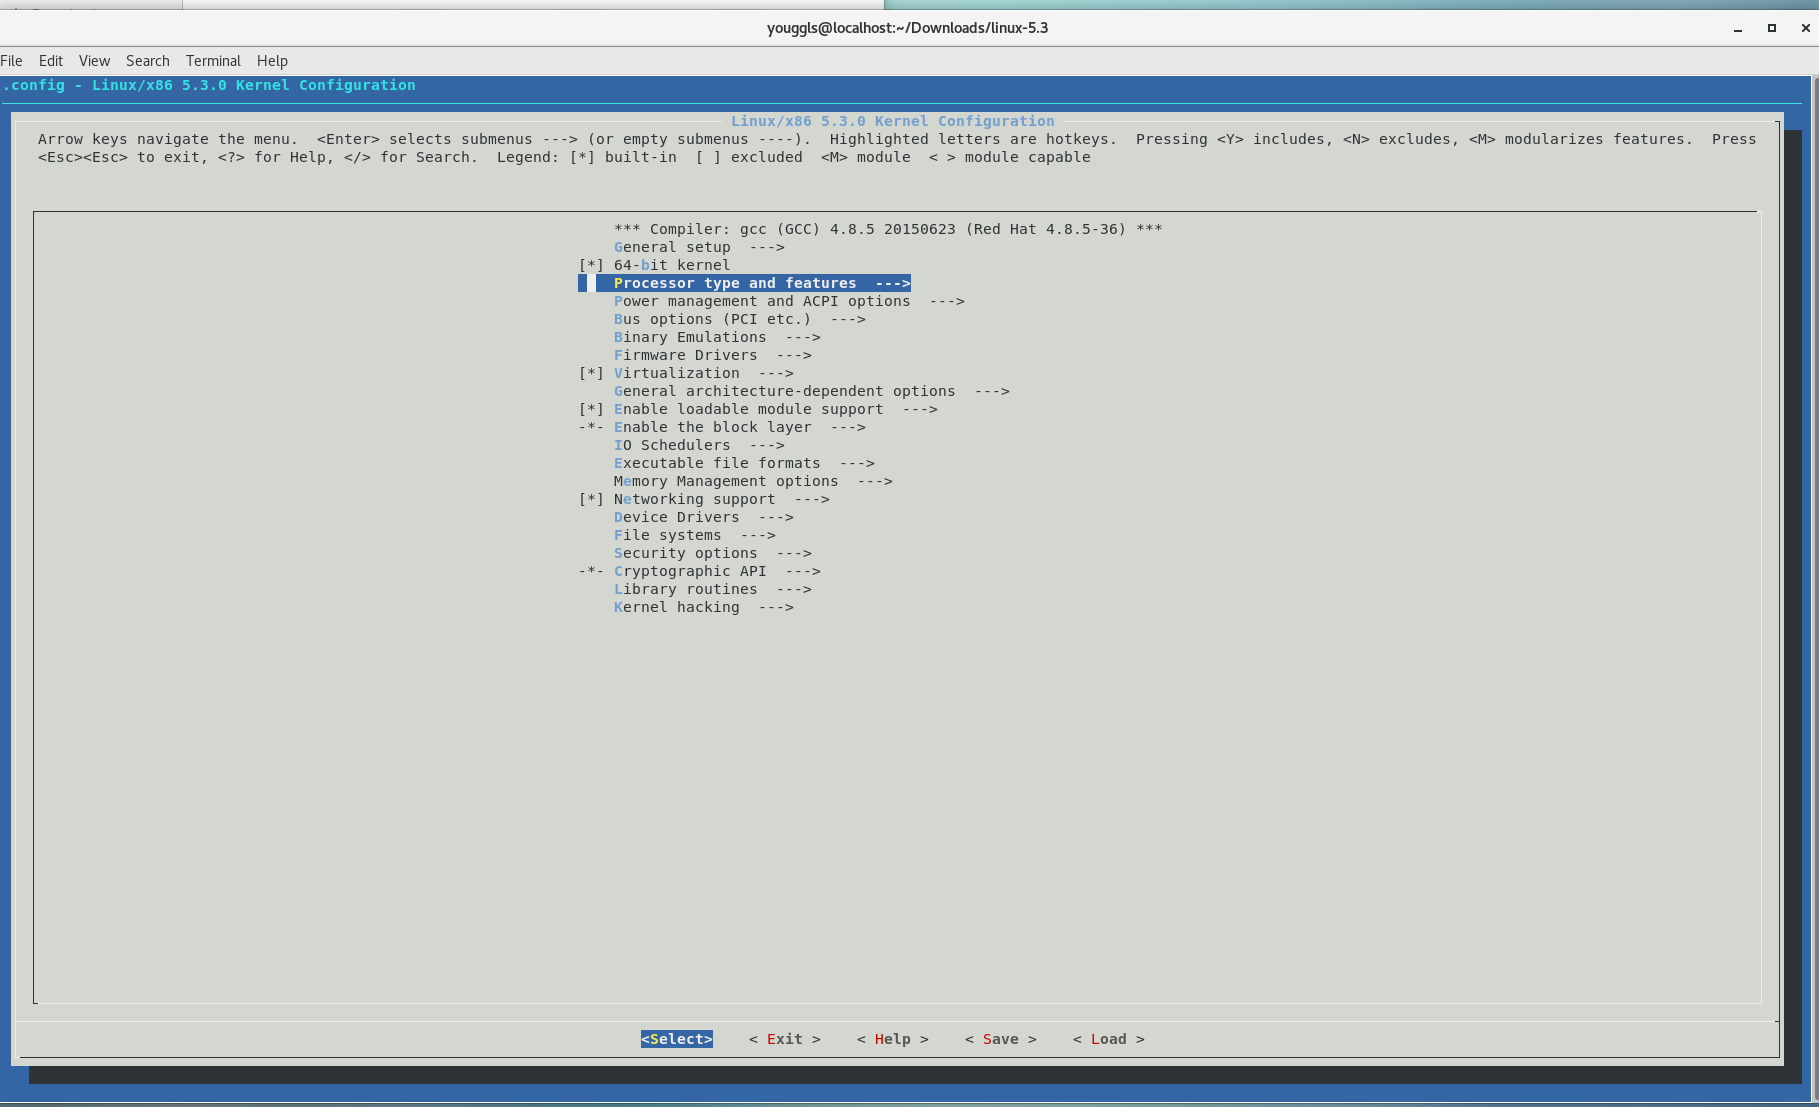 youggls@localhost:~/Downloads/linux-5.3
File Edit View Search Terminal Help
.config - Linux/x86 5.3.0 Kernel Configuration
Linux/x86 5.3.0 Kernel Configuration
Arrow keys navigate the menu.  <Enter> selects submenus ---> (or empty submenus ----).  Highlighted letters are hotkeys.  Pressing <Y> includes, <N> excludes, <M> modularizes features.  Press
<Esc><Esc> to exit, <?> for Help, </> for Search.  Legend: [*] built-in  [ ] excluded  <M> module  < > module capable
*** Compiler: gcc (GCC) 4.8.5 20150623 (Red Hat 4.8.5-36) ***
General setup  --->
[*] 64-bit kernel
Processor type and features  --->
Power management and ACPI options  --->
Bus options (PCI etc.)  --->
Binary Emulations  --->
Firmware Drivers  --->
[*] Virtualization  --->
General architecture-dependent options  --->
[*] Enable loadable module support  --->
-*- Enable the block layer  --->
IO Schedulers  --->
Executable file formats  --->
Memory Management options  --->
[*] Networking support  --->
Device Drivers  --->
File systems  --->
Security options  --->
-*- Cryptographic API  --->
Library routines  --->
Kernel hacking  --->
<Select>    < Exit >    < Help >    < Save >    < Load >